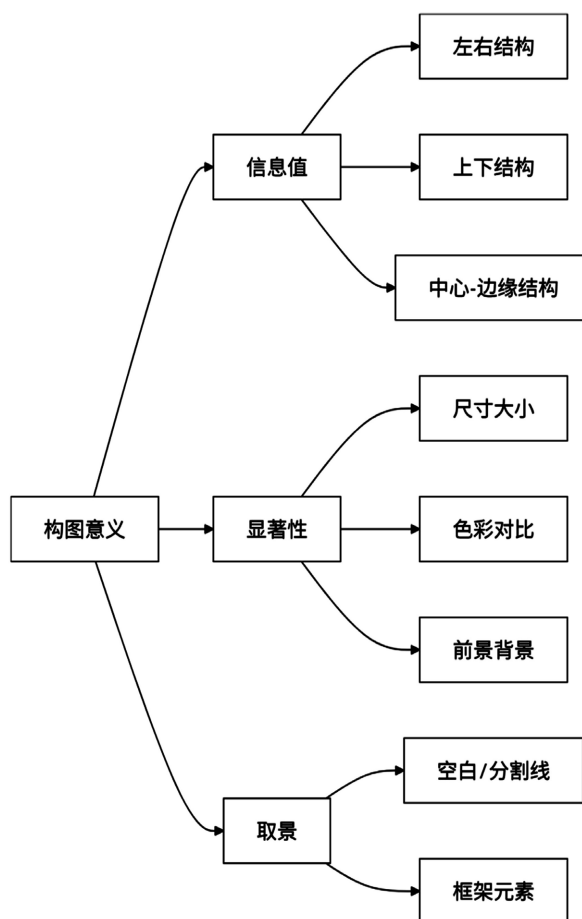 构图意义
信息值
左右结构
上下结构
中心-边缘结构
显著性
尺寸大小
色彩对比
前景背景
取景
空白/分割线
框架元素